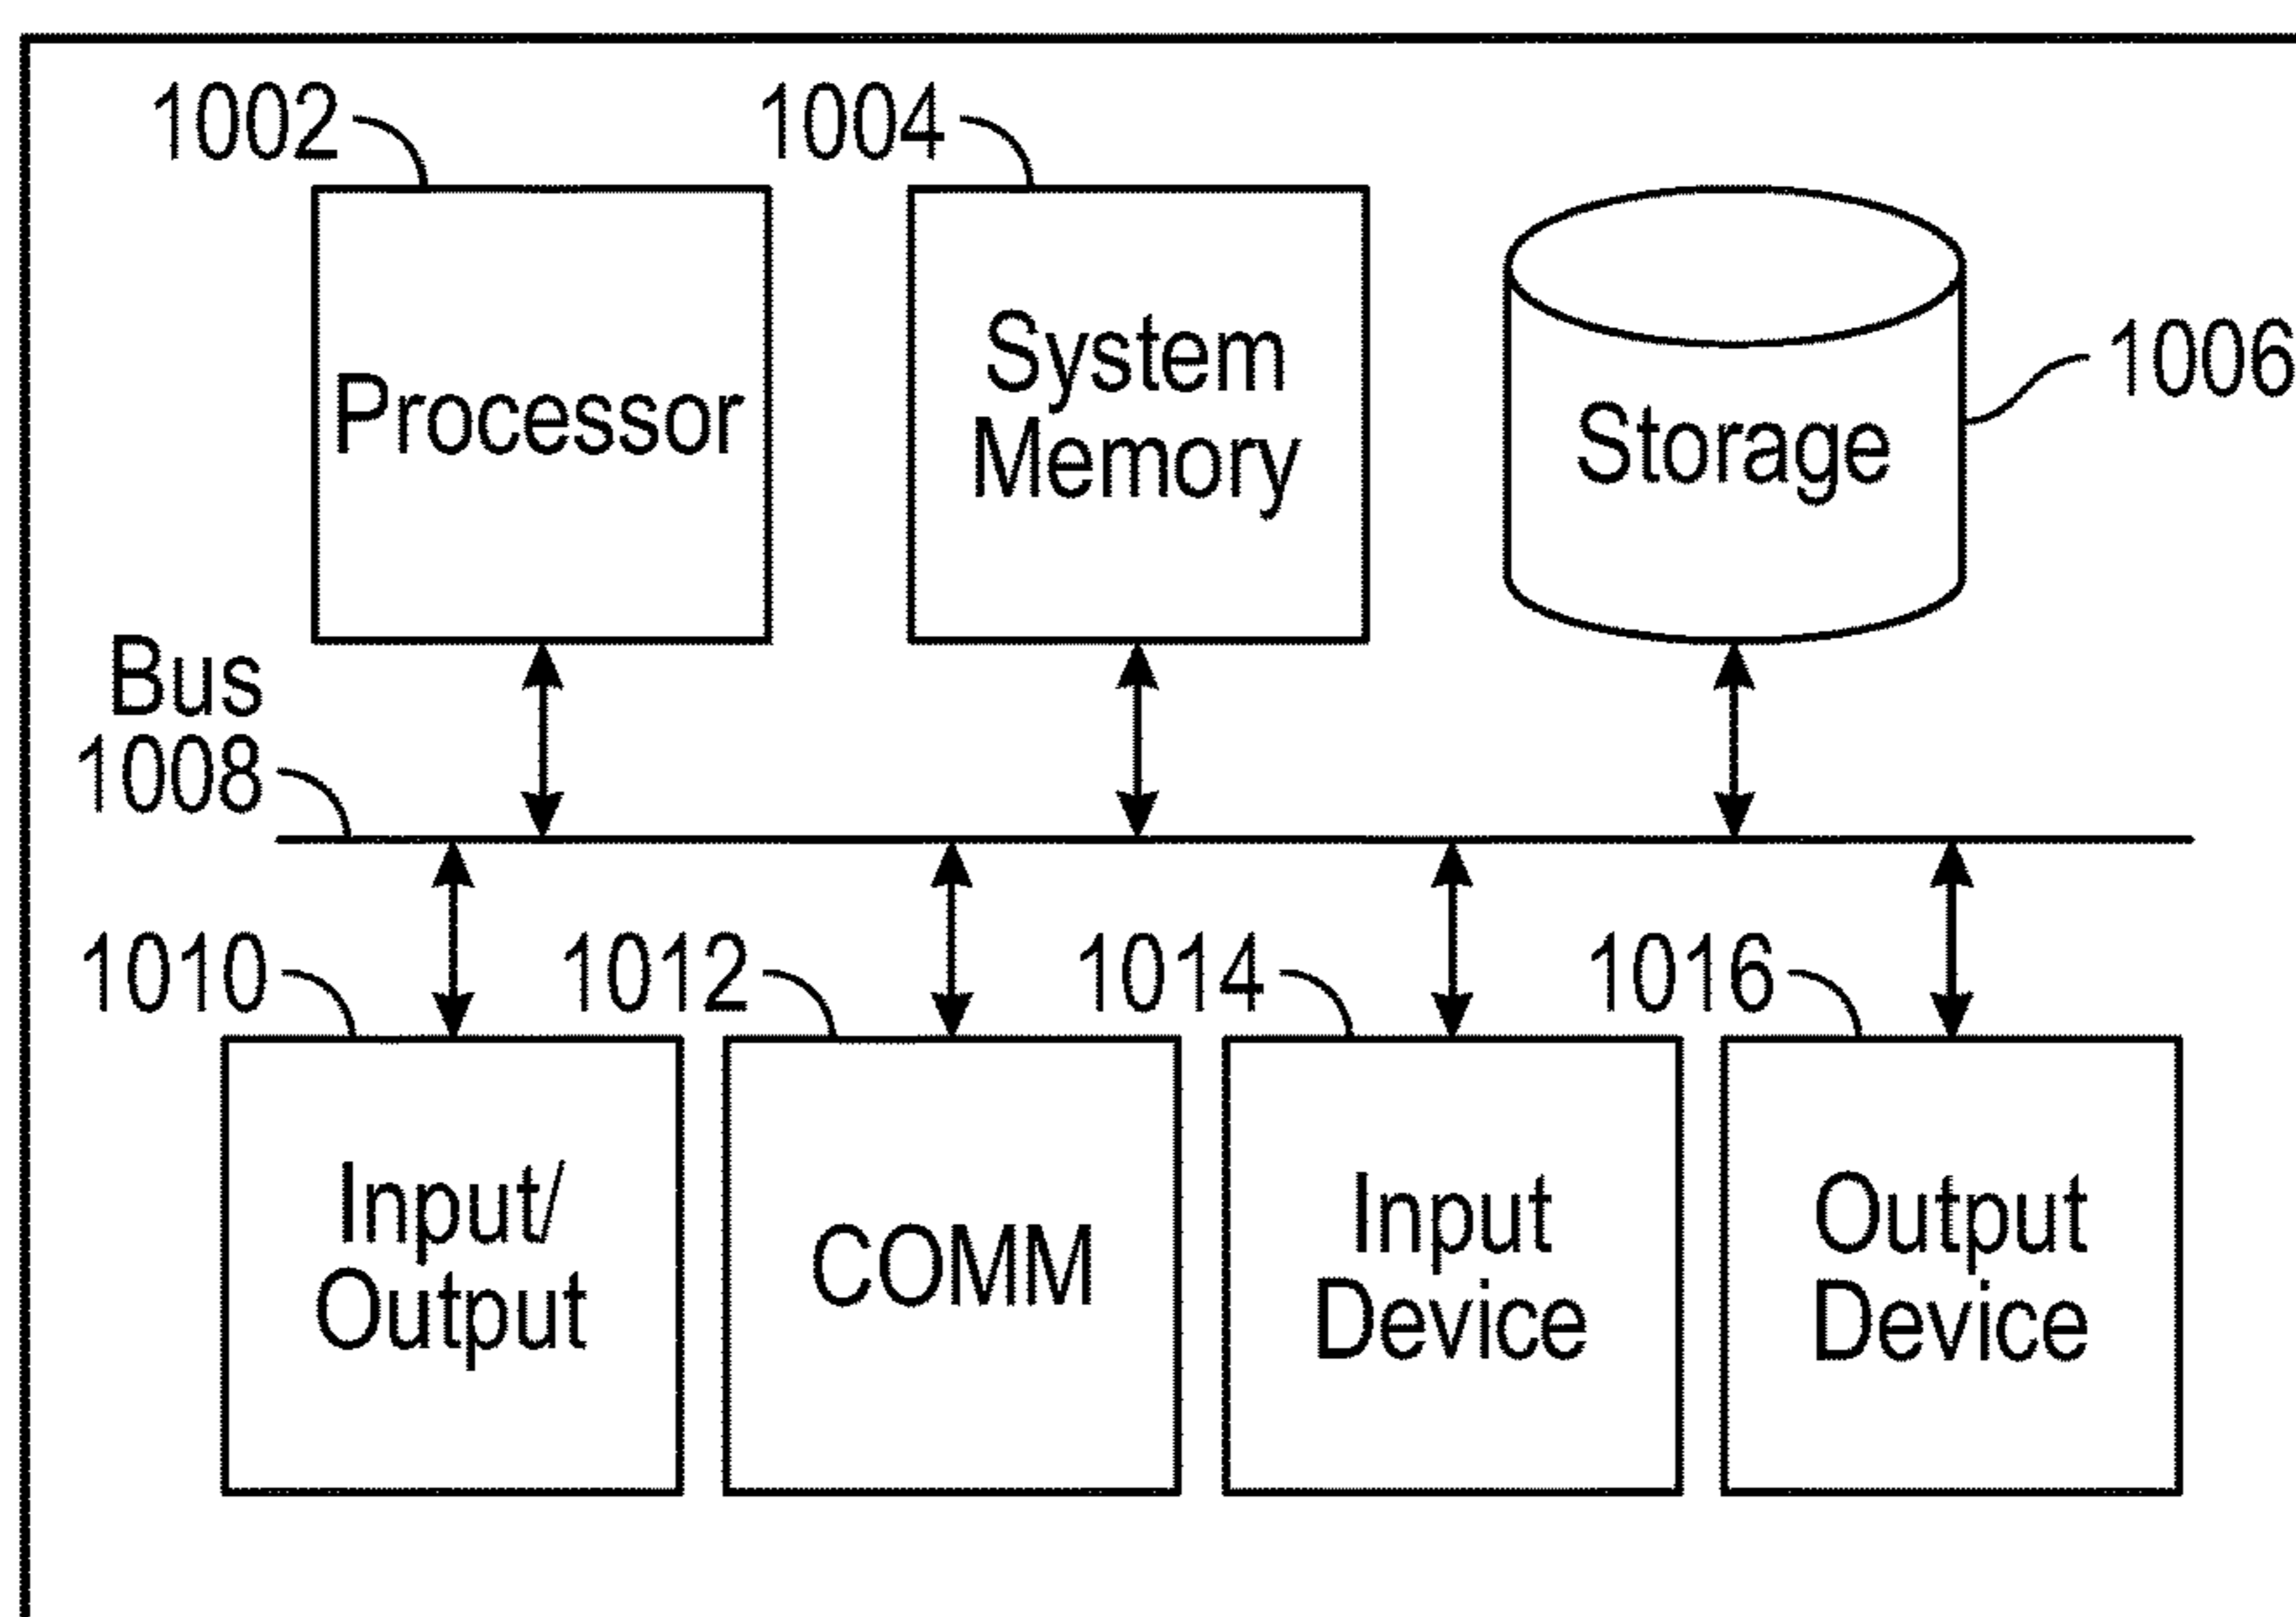 1002
1004
Processor
System
Memory
Storage
1006
Bus
1008
1010
1012
1014
1016
Input/
Output
COMM
Input
Device
Output
Device